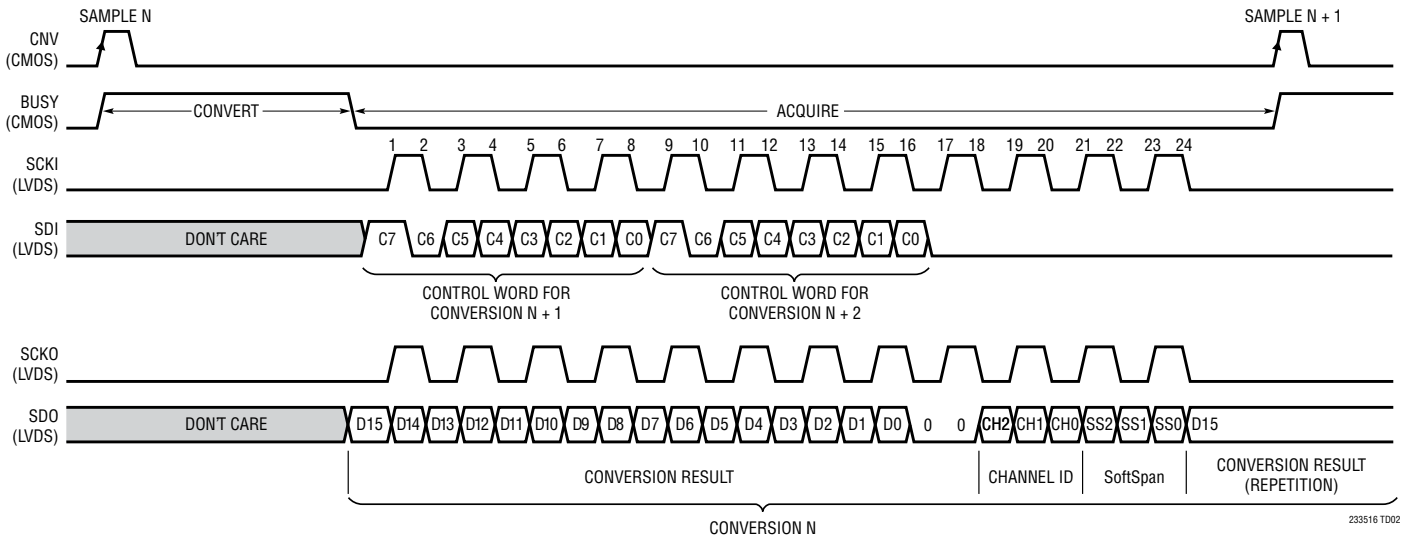 SAMPLE N
SAMPLE N + 1
CNV
(CMOS)
BUSY
(CMOS)
CONVERT
ACQUIRE
1 2 3 4 5 6 7 8 9 10 11 12 13 14 15 16 17 18 19 20 21 22 23 24
SCKI
(LVDS)
SDI
(LVDS)
DON'T CARE
C7 C6 C5 C4 C3 C2 C1 C0 C7 C6 C5 C4 C3 C2 C1 C0
CONTROL WORD FOR
CONVERSION N + 1
CONTROL WORD FOR
CONVERSION N + 2
SCKO
(LVDS)
SDO
(LVDS)
DON'T CARE
D15 D14 D13 D12 D11 D10 D9 D8 D7 D6 D5 D4 D3 D2 D1 D0 0 0 CH2 CH1 CH0 SS2 SS1 SS0 D15
CONVERSION RESULT
CHANNEL ID
SoftSpan
CONVERSION RESULT
(REPETITION)
CONVERSION N
233516 TD02